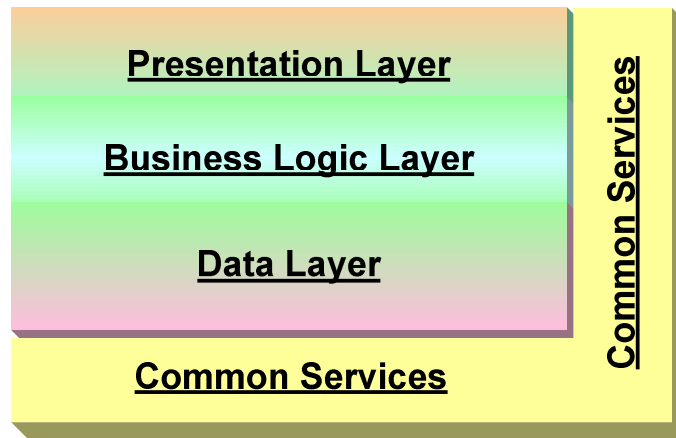 Presentation Layer
Business Logic Layer
Data Layer
Common Services
Common Services